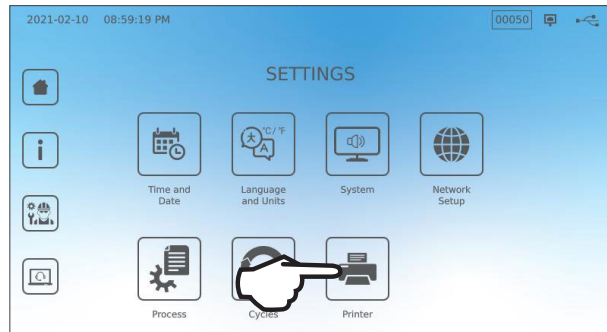 2021-02-10 08:59:19 PM
00050
SETTINGS
°C/°F
A
i
Time and
Date
Language
and Units
System
Network
Setup
Process
Cycles
Printer